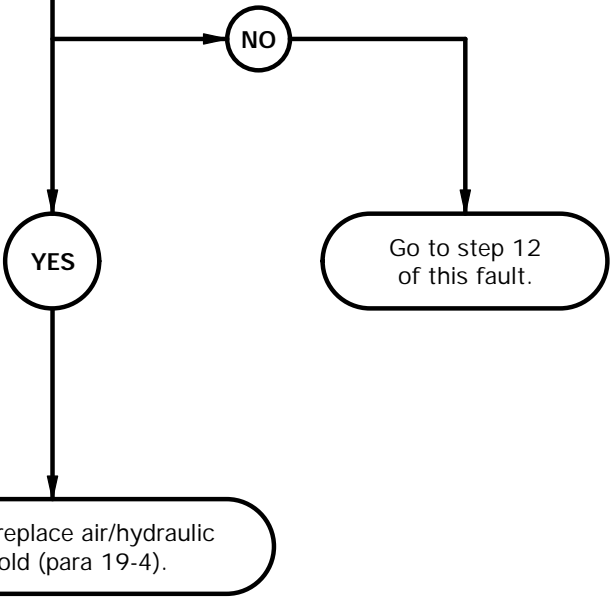 NO
YES
Go to step 12
of this fault.
replace air/hydraulic
old (para 19-4).